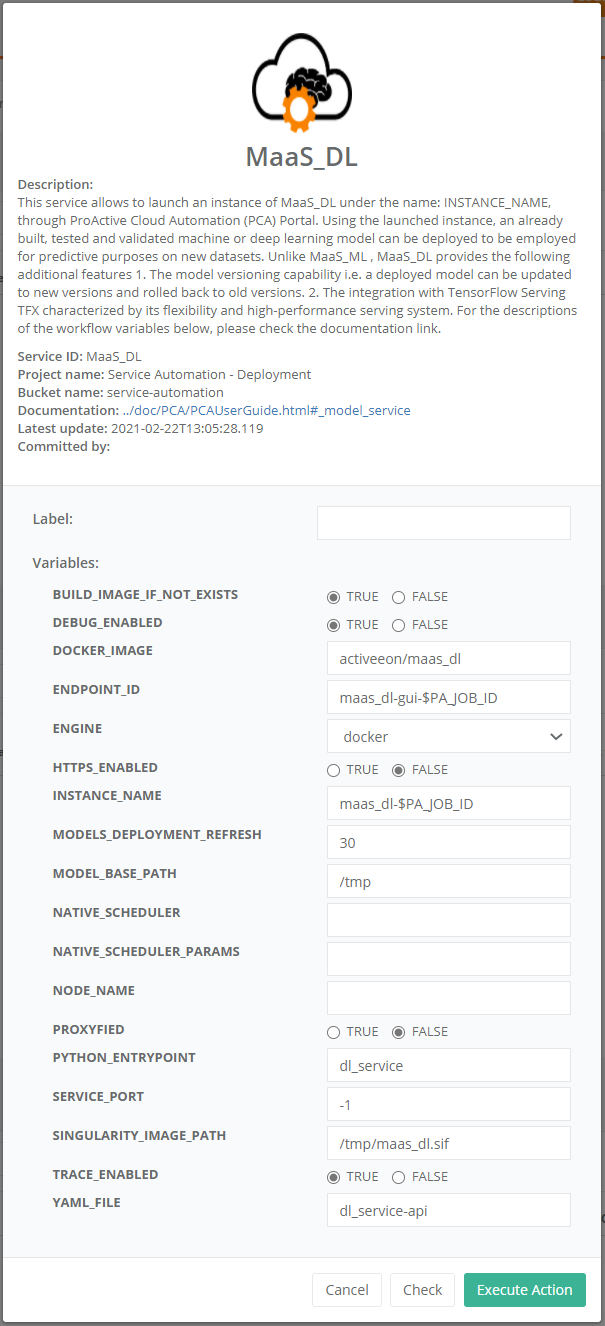 MaaS_DL
Description:
This service allows to launch an instance of MaaS_DL under the name: INSTANCE_NAME,
through ProActive Cloud Automation (PCA) Portal. Using the launched instance, an already
built, tested and validated machine or deep learning model can be deployed to be employed
for predictive purposes on new datasets. Unlike MaaS_ML , MaaS_DL provides the following
additional features 1. The model versioning capability i.e. a deployed model can be updated
to new versions and rolled back to old versions. 2. The integration with TensorFlow Serving
TFX characterized by its flexibility and high-performance serving system. For the descriptions
of the workflow variables below, please check the documentation link.
Service ID: MaaS_DL
Project name: Service Automation - Deployment
Bucket name: service-automation
Documentation: ../doc/PCA/PCAUserGuide.html#_model_service
Latest update: 2021-02-22T13:05:28.119
Committed by:
Label:
Variables:
BUILD_IMAGE_IF_NOT_EXISTS TRUE FALSE
DEBUG_ENABLED TRUE FALSE
DOCKER_IMAGE activeeon/maas_dl
ENDPOINT_ID maas_dl-gui-$PA_JOB_ID
ENGINE docker
HTTPS_ENABLED TRUE FALSE
INSTANCE_NAME maas_dl-$PA_JOB_ID
MODELS_DEPLOYMENT_REFRESH 30
MODEL_BASE_PATH /tmp
NATIVE_SCHEDULER
NATIVE_SCHEDULER_PARAMS
NODE_NAME
PROXYFIED TRUE FALSE
PYTHON_ENTRYPOINT dl_service
SERVICE_PORT -1
SINGULARITY_IMAGE_PATH /tmp/maas_dl.sif
TRACE_ENABLED TRUE FALSE
YAML_FILE dl_service-api
Cancel Check Execute Action